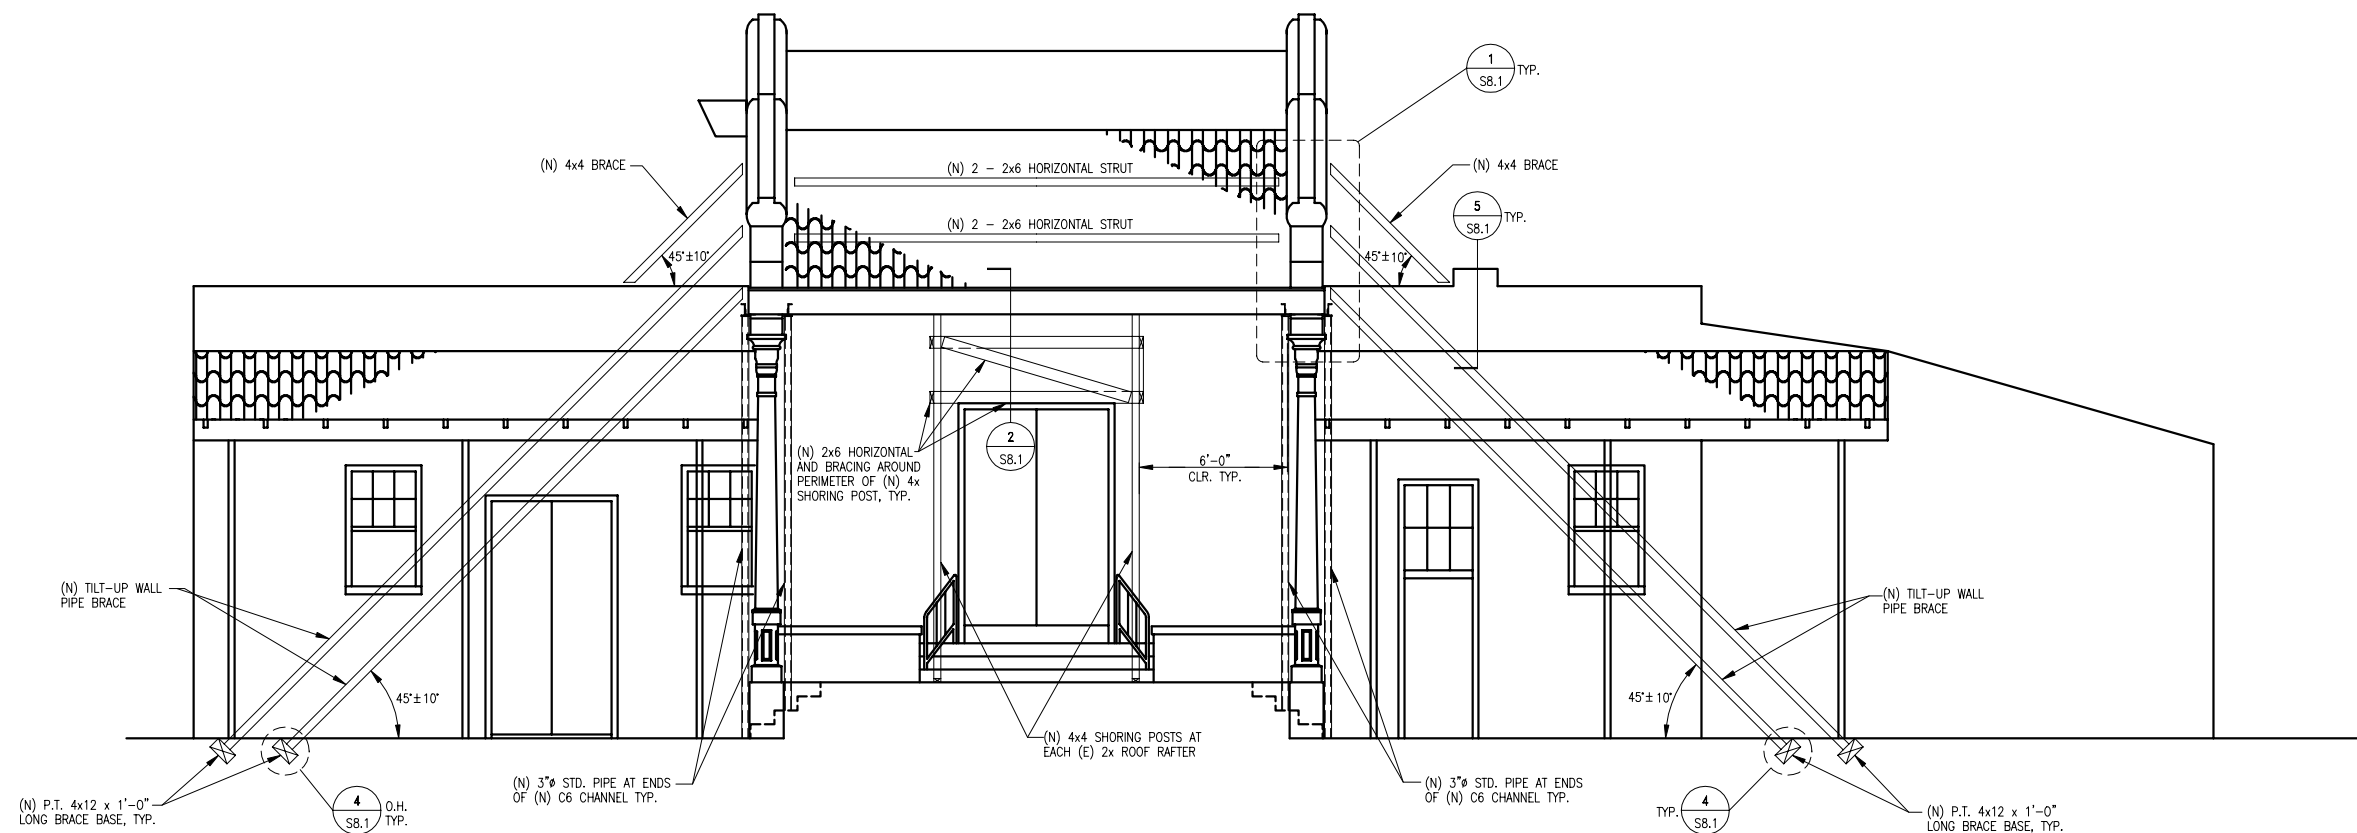 1
S8.1
TYP.
(N) 4x4 BRACE
(N) 2 – 2x6 HORIZONTAL STRUT
(N) 4x4 BRACE
5
S8.1
TYP.
(N) 2 – 2x6 HORIZONTAL STRUT
45°±10°
45°±10°
2
S8.1
(N) 2x6 HORIZONTAL
AND BRACING AROUND
PERIMETER OF (N) 4x
SHORING POST, TYP.
6'-0"
CLR. TYP.
(N) TILT-UP WALL
PIPE BRACE
(N) TILT-UP WALL
PIPE BRACE
45°±10°
45°±10°
(N) 4x4 SHORING POSTS AT
EACH (E) 2x ROOF RAFTER
(N) 3"ø STD. PIPE AT ENDS
OF (N) C6 CHANNEL TYP.
(N) 3"ø STD. PIPE AT ENDS
OF (N) C6 CHANNEL TYP.
(N) P.T. 4x12 x 1'-0"
LONG BRACE BASE, TYP.
4
S8.1
O.H.
TYP.
TYP.
4
S8.1
(N) P.T. 4x12 x 1'-0"
LONG BRACE BASE, TYP.